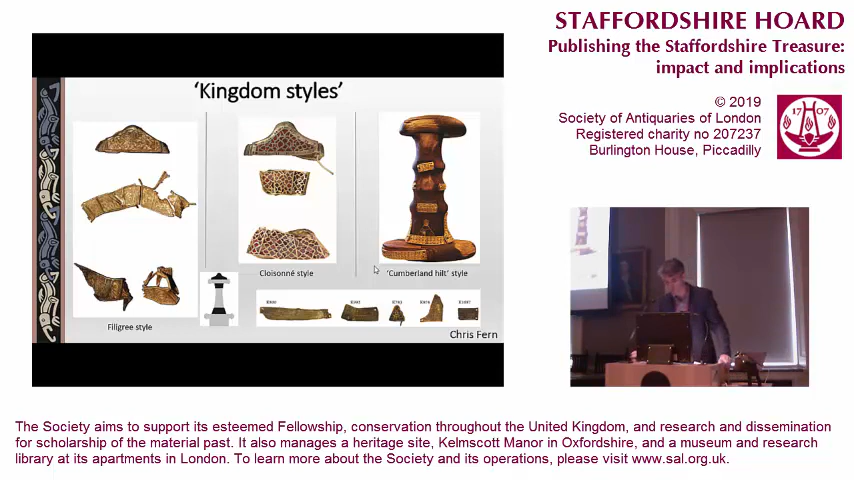 STAFFORDSHIRE HOARD
Publishing the Staffordshire Treasure:
impact and implications
© 2019
Society of Antiquaries of London
Registered charity no 207237
Burlington House, Piccadilly
17 07
'Kingdom styles'
Filigree style
Cloisonné style
'Cumberland hilt' style
Chris Fern
The Society aims to support its esteemed Fellowship, conservation throughout the United Kingdom, and research and dissemination
for scholarship of the material past. It also manages a heritage site, Kelmscott Manor in Oxfordshire, and a museum and research
library at its apartments in London. To learn more about the Society and its operations, please visit www.sal.org.uk.